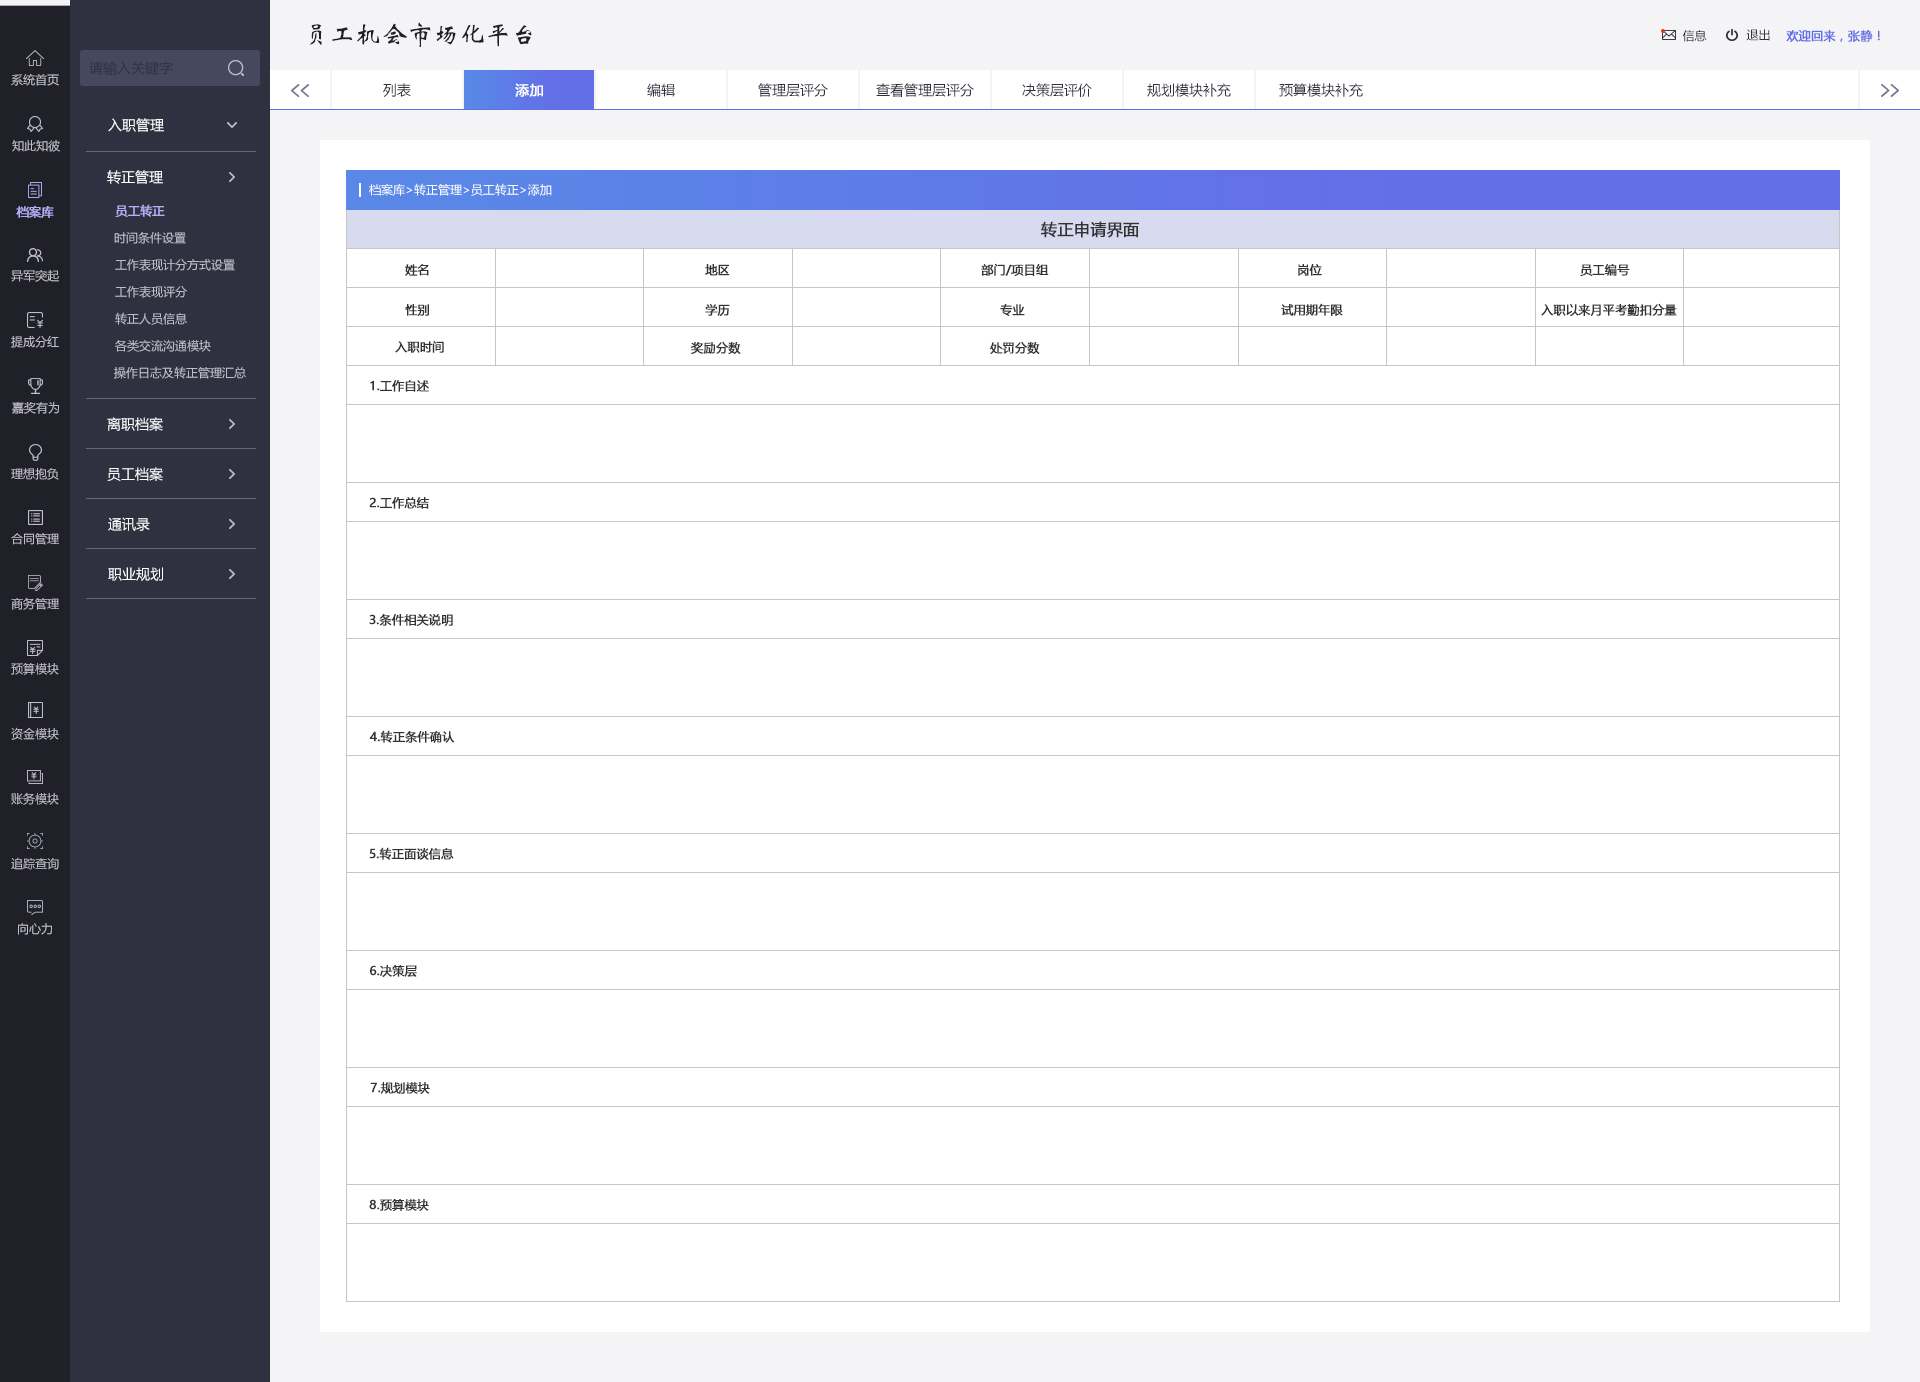 员工机会市场化平台
信息
退出
欢迎回来，张静！
列表
添加
编辑
管理层评分
查看管理层评分
决策层评价
规划模块补充
预算模块补充
系统首页
知此知彼
档案库
异军突起
提成分红
嘉奖有为
理想抱负
合同管理
商务管理
预算模块
资金模块
账务模块
追踪查询
向心力
请输入关键字
入职管理
转正管理
员工转正
时间条件设置
工作表现计分方式设置
工作表现评分
转正人员信息
各类交流沟通模块
操作日志及转正管理汇总
离职档案
员工档案
通讯录
职业规划
档案库>转正管理>员工转正>添加
转正申请界面
姓名 地区 部门/项目组 岗位 员工编号
性别 学历 专业 试用期年限 入职以来月平考勤扣分量
入职时间 奖励分数 处罚分数
1.工作自述
2.工作总结
3.条件相关说明
4.转正条件确认
5.转正面谈信息
6.决策层
7.规划模块
8.预算模块